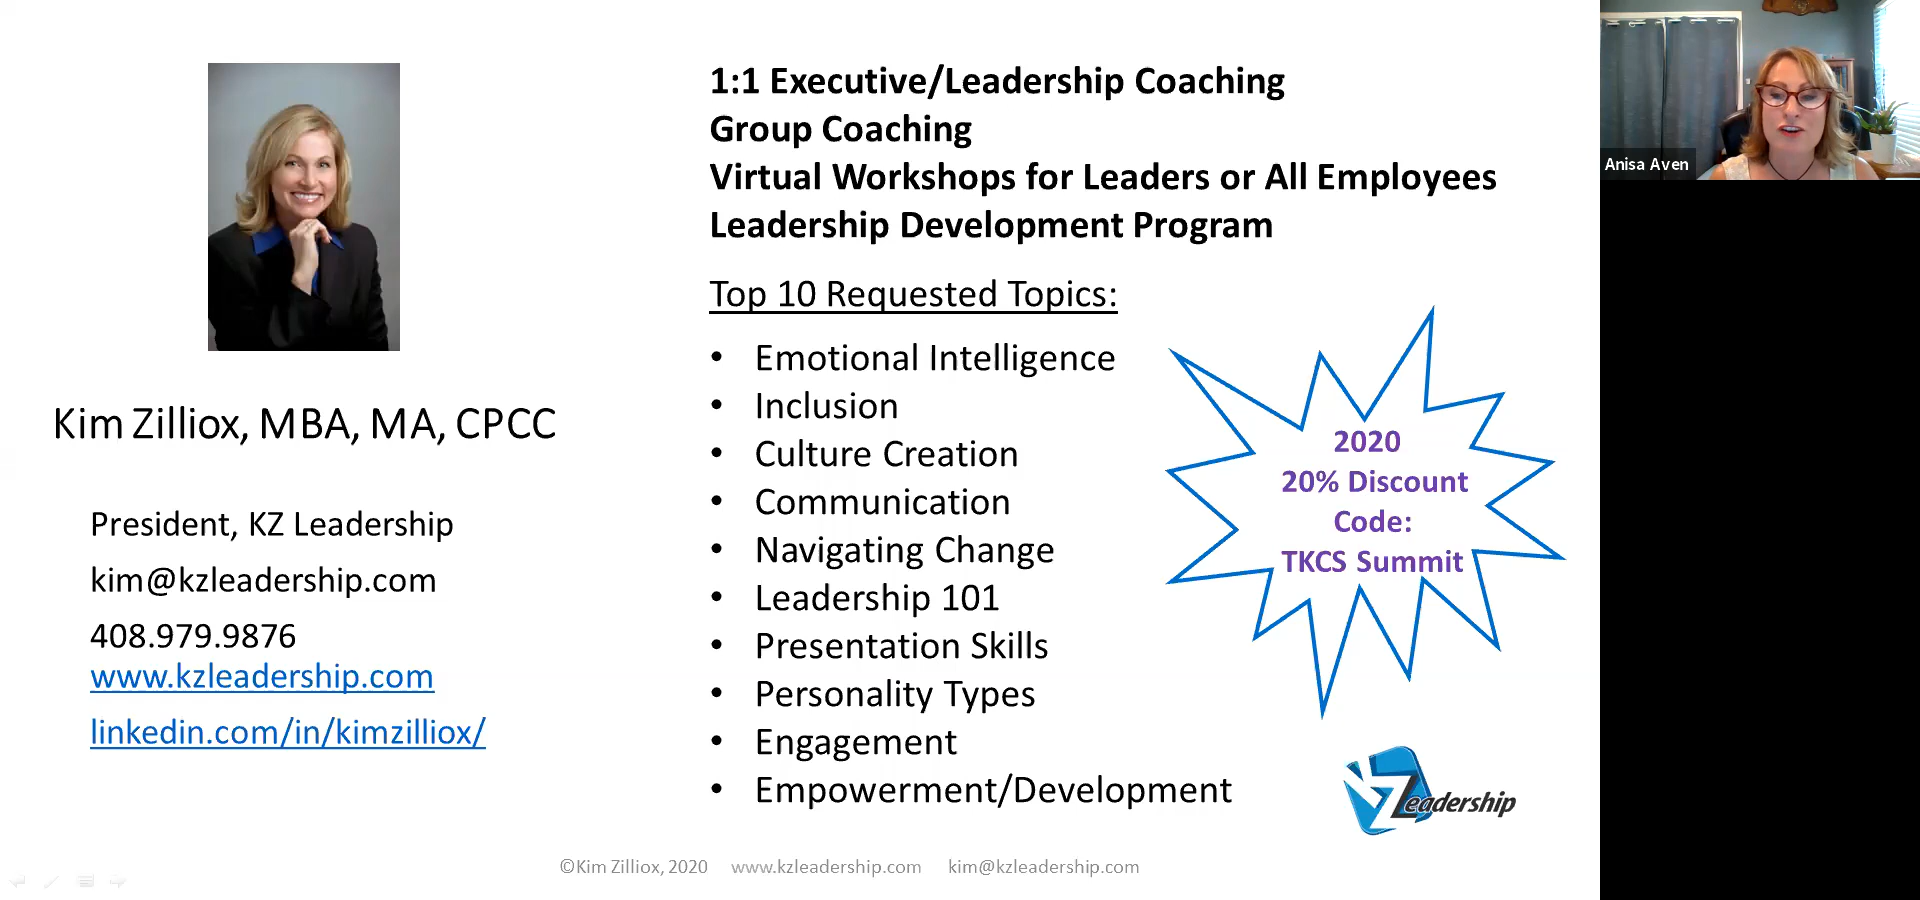 Kim Zilliox, MBA, MA, CPCC
President, KZ Leadership
kim@kzleadership.com
408.979.9876
www.kzleadership.com
linkedin.com/in/kimzilliox/
1:1 Executive/Leadership Coaching
Group Coaching
Virtual Workshops for Leaders or All Employees
Leadership Development Program
Top 10 Requested Topics:
• Emotional Intelligence
• Inclusion
• Culture Creation
• Communication
• Navigating Change
• Leadership 101
• Presentation Skills
• Personality Types
• Engagement
• Empowerment/Development
2020
20% Discount
Code:
TKCS Summit
KZ Leadership
©Kim Zilliox, 2020 www.kzleadership.com kim@kzleadership.com
Anisa Aven